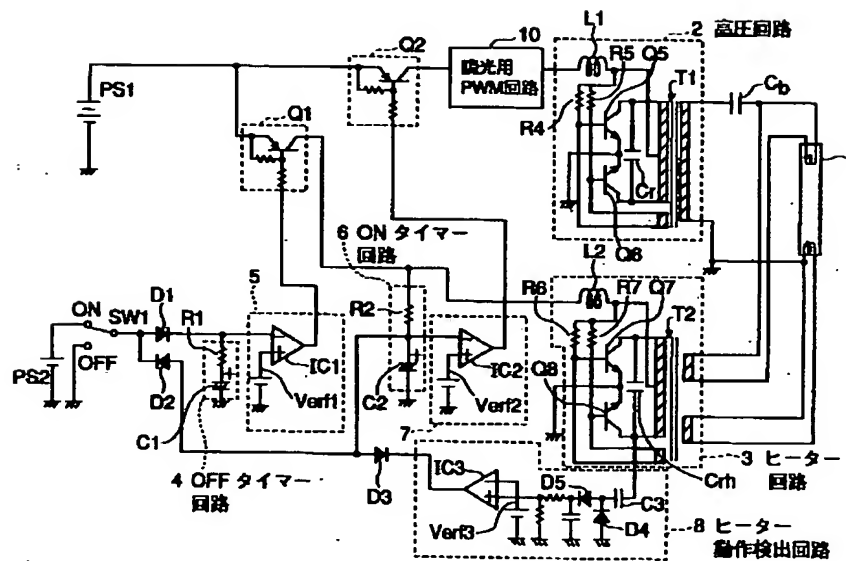 L1
2 高圧回路
Q2
10
R5
Q5
T1
Cb
PS1
調光用
PWM回路
Q1
R4
Cr
6 ON タイマー
回路
Q6
L2
5
R6
R7
Q7
T2
ON
D1
R1
R2
SW1
OFF
IC1
IC2
Q8
PS2
D2
Verf1
C2
Verf2
C1
7
3 ヒーター
回路
4 OFF タイマー
回路
IC3
D5
Crh
D3
C3
Verf3
D4
8 ヒーター
動作検出回路